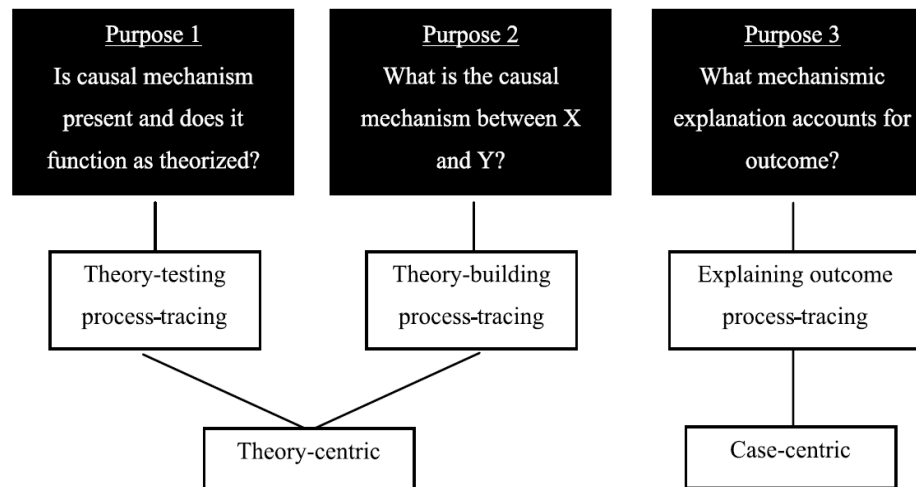 Purpose 1
Is causal mechanism
present and does it
function as theorized?
Purpose 2
What is the causal
mechanism between X
and Y?
Purpose 3
What mechanismic
explanation accounts for
outcome?
Theory-testing
process-tracing
Theory-building
process-tracing
Explaining outcome
process-tracing
Theory-centric
Case-centric